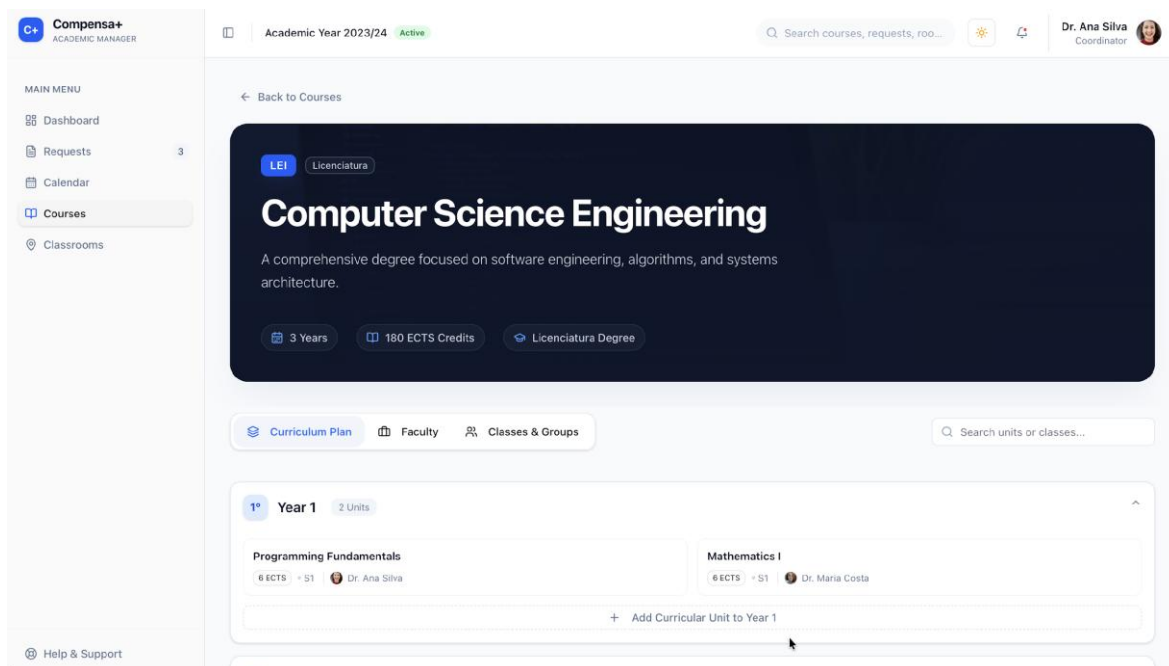 C+
Compensa+
ACADEMIC MANAGER
Academic Year 2023/24 Active
Search courses, requests, roo...
Dr. Ana Silva
Coordinator
MAIN MENU
Dashboard
Requests 3
Calendar
Courses
Classrooms
Help & Support
Back to Courses
LEI Licenciatura
Computer Science Engineering
A comprehensive degree focused on software engineering, algorithms, and systems
architecture.
3 Years 180 ECTS Credits Licenciatura Degree
Curriculum Plan Faculty Classes & Groups
Search units or classes...
1º Year 1 2 Units
Programming Fundamentals
6 ECTS • S1 Dr. Ana Silva
Mathematics I
6 ECTS • S1 Dr. Maria Costa
+ Add Curricular Unit to Year 1